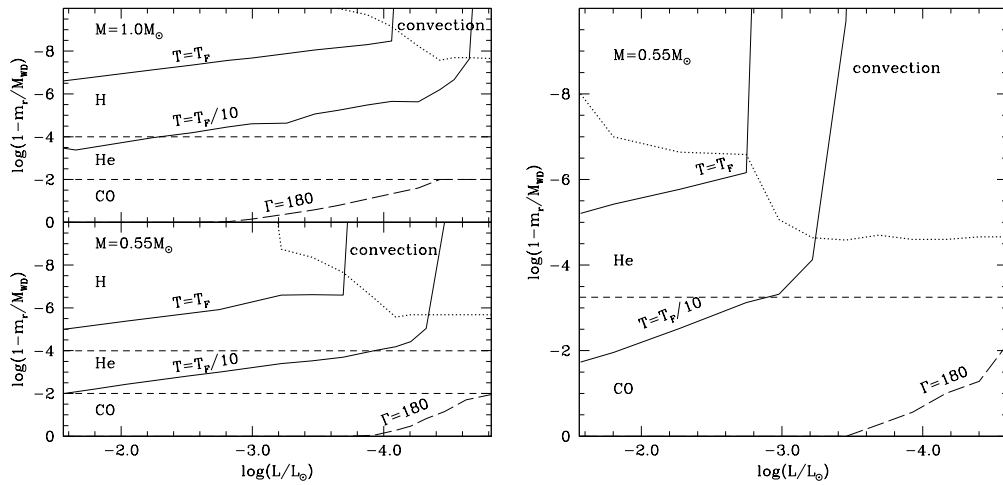 M=1.0M⊙
convection
T=T_F
H
T=T_F/10
He
CO
Γ=180
-8
-6
-4
-2
0
log(1-m_r/M_WD)
M=0.55M⊙
convection
H
T=T_F
He
T=T_F/10
CO
Γ=180
-8
-6
-4
-2
0
log(1-m_r/M_WD)
-2.0
-3.0
-4.0
log(L/L⊙)
M=0.55M⊙
convection
T=T_F
He
T=T_F/10
CO
Γ=180
-8
-6
-4
-2
0
log(1-m_r/M_WD)
-2.0
-3.0
-4.0
log(L/L⊙)